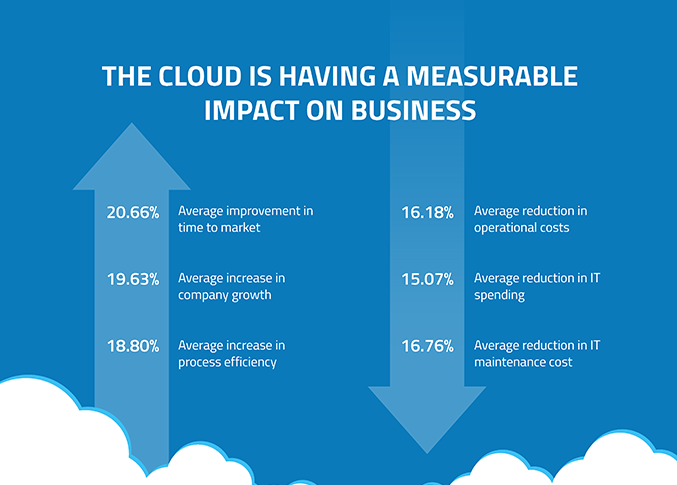 THE CLOUD IS HAVING A MEASURABLE
IMPACT ON BUSINESS
20.66% Average improvement in
time to market
19.63% Average increase in
company growth
18.80% Average increase in
process efficiency
16.18% Average reduction in
operational costs
15.07% Average reduction in IT
spending
16.76% Average reduction in IT
maintenance cost